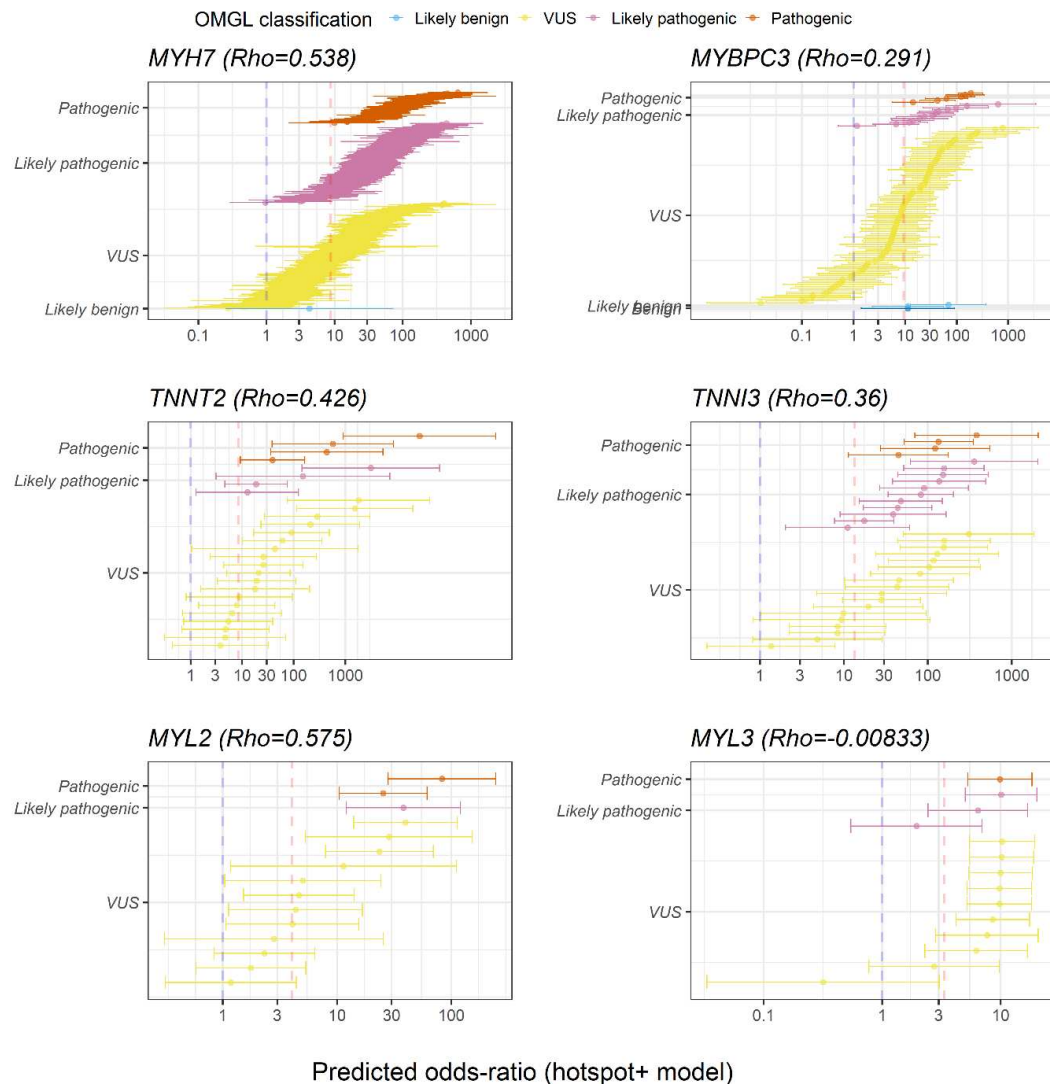 OMGL classification Likely benign VUS Likely pathogenic Pathogenic
MYH7 (Rho=0.538)
Pathogenic
Likely pathogenic
VUS
Likely benign
0.1 1 3 10 30 100 1000
MYBPC3 (Rho=0.291)
Pathogenic
Likely pathogenic
VUS
Likely benign
Benign
0.1 1 3 10 30 100 1000
TNNT2 (Rho=0.426)
Pathogenic
Likely pathogenic
VUS
1 3 10 30 100 1000
TNNI3 (Rho=0.36)
Pathogenic
Likely pathogenic
VUS
1 3 10 30 100 1000
MYL2 (Rho=0.575)
Pathogenic
Likely pathogenic
VUS
1 3 10 30 100
MYL3 (Rho=-0.00833)
Pathogenic
Likely pathogenic
VUS
0.1 1 3 10
Predicted odds-ratio (hotspot+ model)